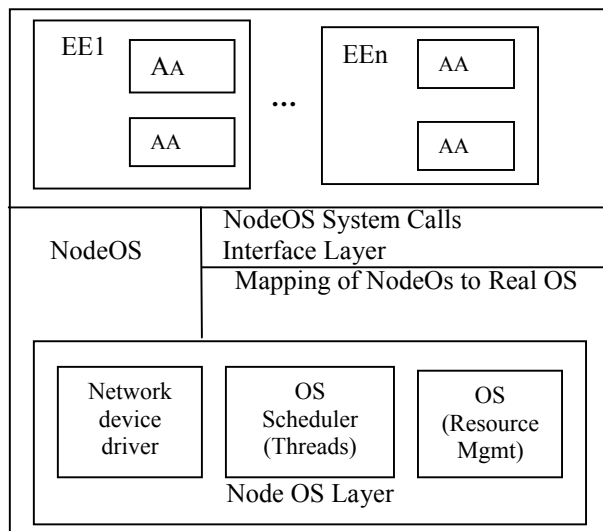 EE1
AA
AA
...
EEn
AA
AA
NodeOS
NodeOS System Calls
Interface Layer
Mapping of NodeOs to Real OS
Network
device
driver
OS
Scheduler
(Threads)
OS
(Resource
Mgmt)
Node OS Layer